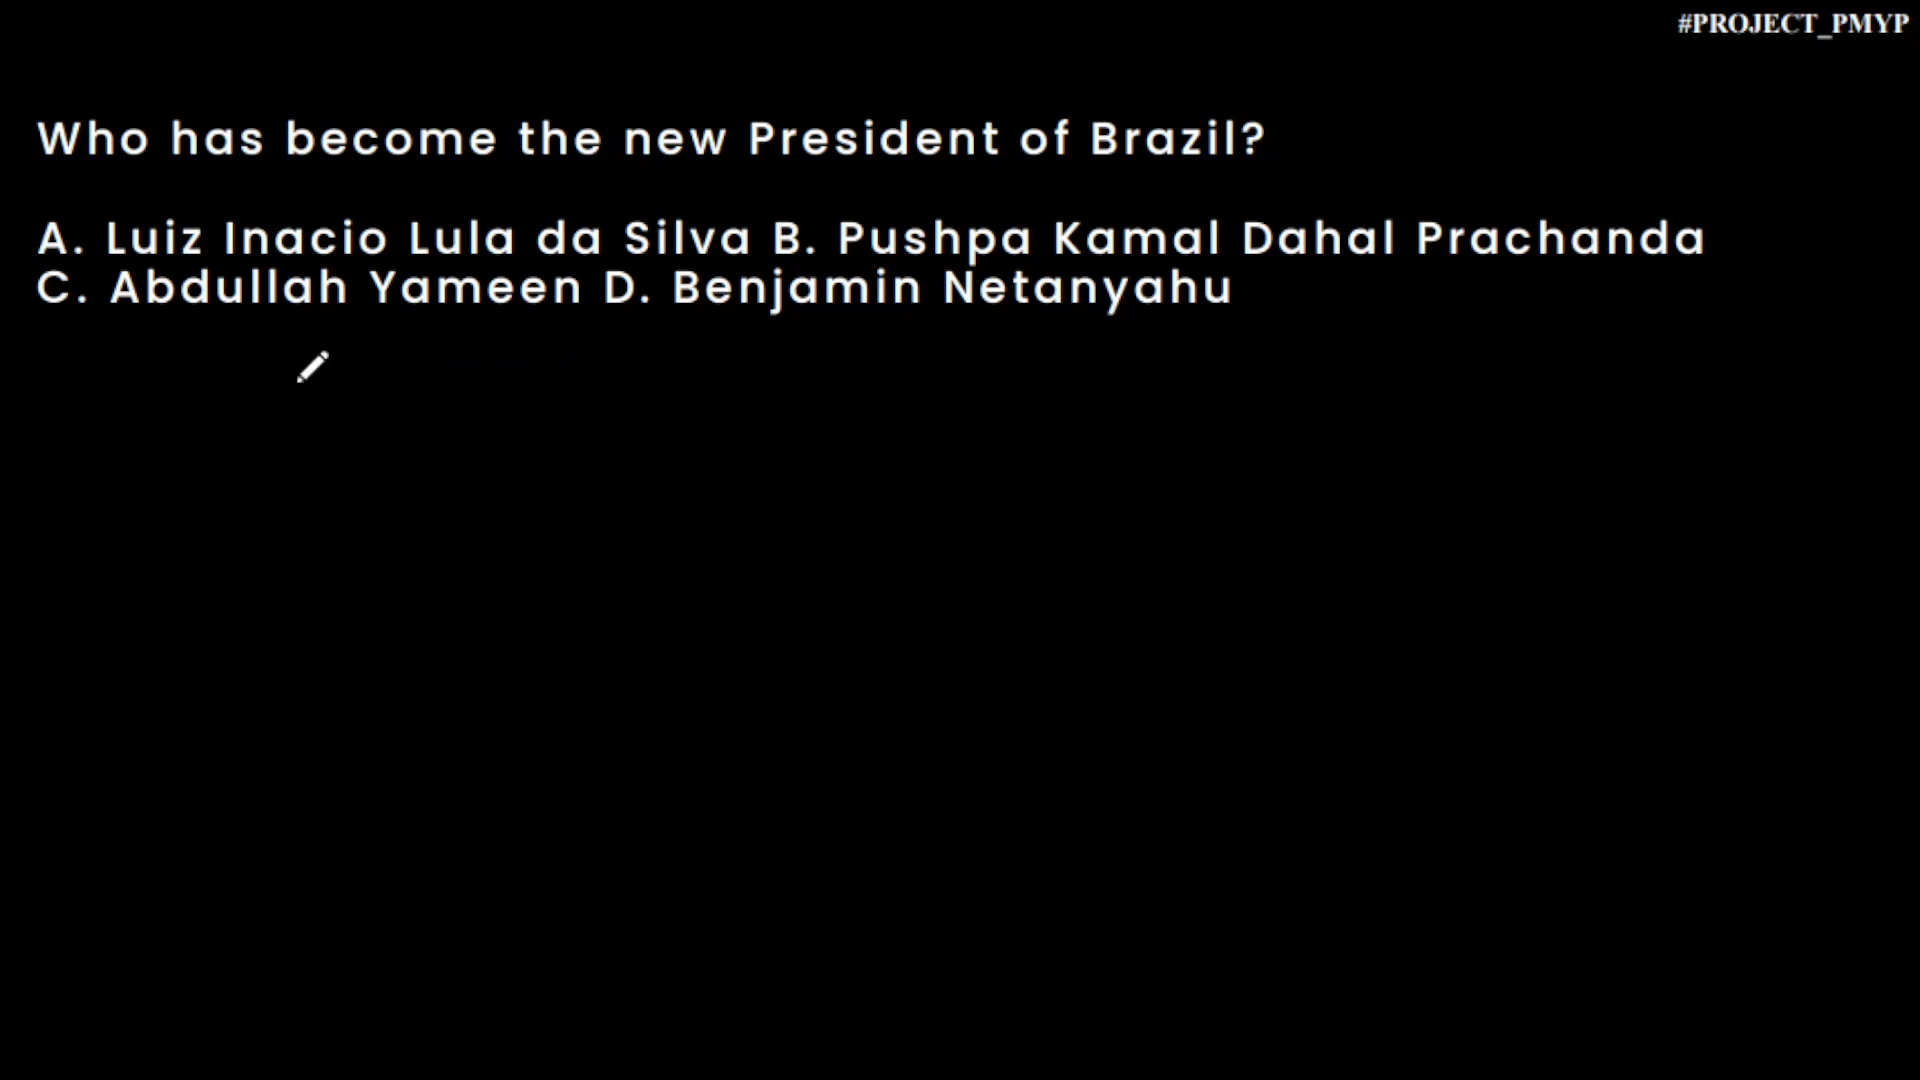 #PROJECT_PMYP
Who has become the new President of Brazil?
A. Luiz Inacio Lula da Silva B. Pushpa Kamal Dahal Prachanda
C. Abdullah Yameen D. Benjamin Netanyahu